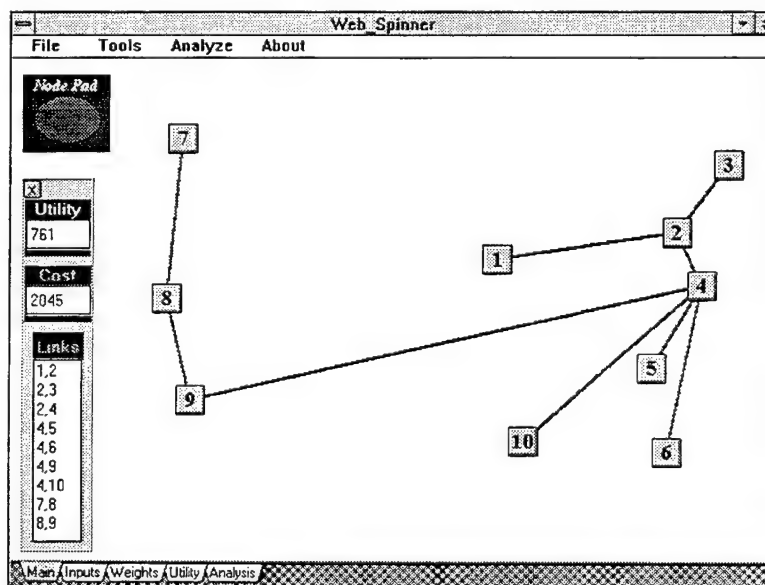 Web_Spinner
File Tools Analyze About
Node Pad
X
Utility
761
Cost
2045
Links
1,2
2,3
2,4
4,5
4,6
4,9
4,10
7,8
8,9
7
3
2
1
4
8
5
9
10
6
Main Inputs Weights Utility Analysis